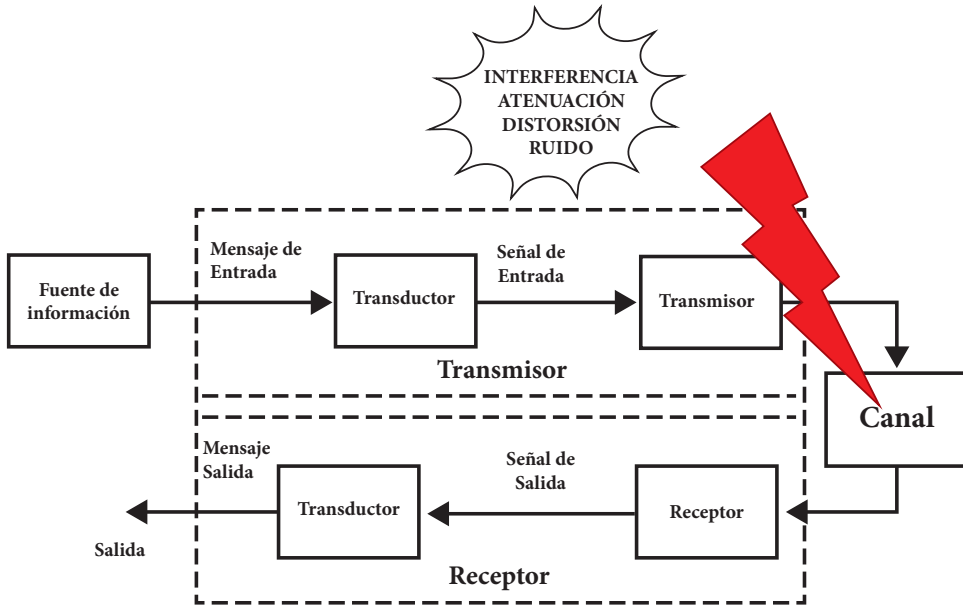 INTERFERENCIA
ATENUACIÓN
DISTORSIÓN
RUIDO
Mensaje de
Entrada
Señal de
Entrada
Fuente de
información
Transductor
Transmisor
Transmisor
Canal
Mensaje
Salida
Señal de
Salida
Transductor
Receptor
Salida
Receptor